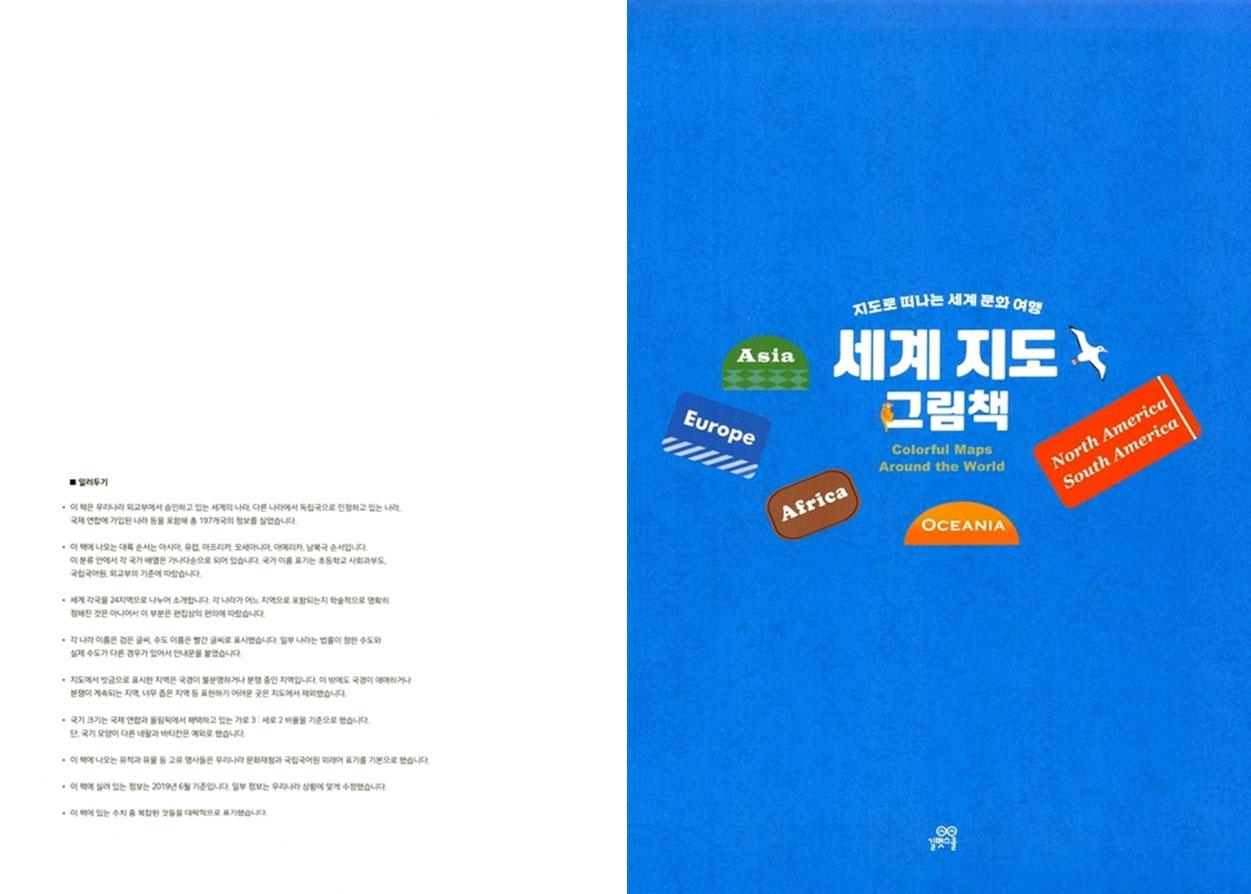 ■ 일러두기
• 이 책은 우리나라 외교부에서 승인하고 있는 세계의 나라, 다른 나라에서 독립국으로 인정하고 있는 나라,
국제 연합에 가입된 나라 등을 포함해 총 197개국의 정보를 실었습니다.
• 이 책에 나오는 대륙 순서는 아시아, 유럽, 아프리카, 오세아니아, 아메리카, 남북극 순서입니다.
이 분류 안에서 각 국가 배열은 가나다순으로 되어 있습니다. 국가 이름 표기는 초등학교 사회과부도,
국립국어원, 외교부의 기준에 따랐습니다.
• 세계 각국을 24지역으로 나누어 소개합니다. 각 나라가 어느 지역으로 포함되는지 학술적으로 명확히
정해진 것은 아니어서 이 부분은 편집상의 편의에 따랐습니다.
• 각 나라 이름은 검은 글씨, 수도 이름은 빨간 글씨로 표시했습니다. 일부 나라는 법률이 정한 수도와
실제 수도가 다른 경우가 있어서 안내문을 붙였습니다.
• 지도에서 빗금으로 표시한 지역은 국경이 불분명하거나 분쟁 중인 지역입니다. 이 밖에도 국경이 애매하거나
분쟁이 계속되는 지역, 너무 좁은 지역 등 표현하기 어려운 곳은 지도에서 제외했습니다.
• 국기 크기는 국제 연합과 올림픽에서 채택하고 있는 가로 3 : 세로 2 비율을 기준으로 했습니다.
단, 국기 모양이 다른 네팔과 바티칸은 예외로 했습니다.
• 이 책에 나오는 유적과 유물 등 고유 명사들은 우리나라 문화재청과 국립국어원 외래어 표기를 기본으로 했습니다.
• 이 책에 실려 있는 정보는 2019년 6월 기준입니다. 일부 정보는 우리나라 상황에 맞게 수정했습니다.
• 이 책에 있는 수치 중 복잡한 것들을 대략적으로 표기했습니다.
지도로 떠나는 세계 문화 여행
세계 지도
그림책
Colorful Maps
Around the World
Asia
Europe
Africa
OCEANIA
North America
South America
길벗스쿨